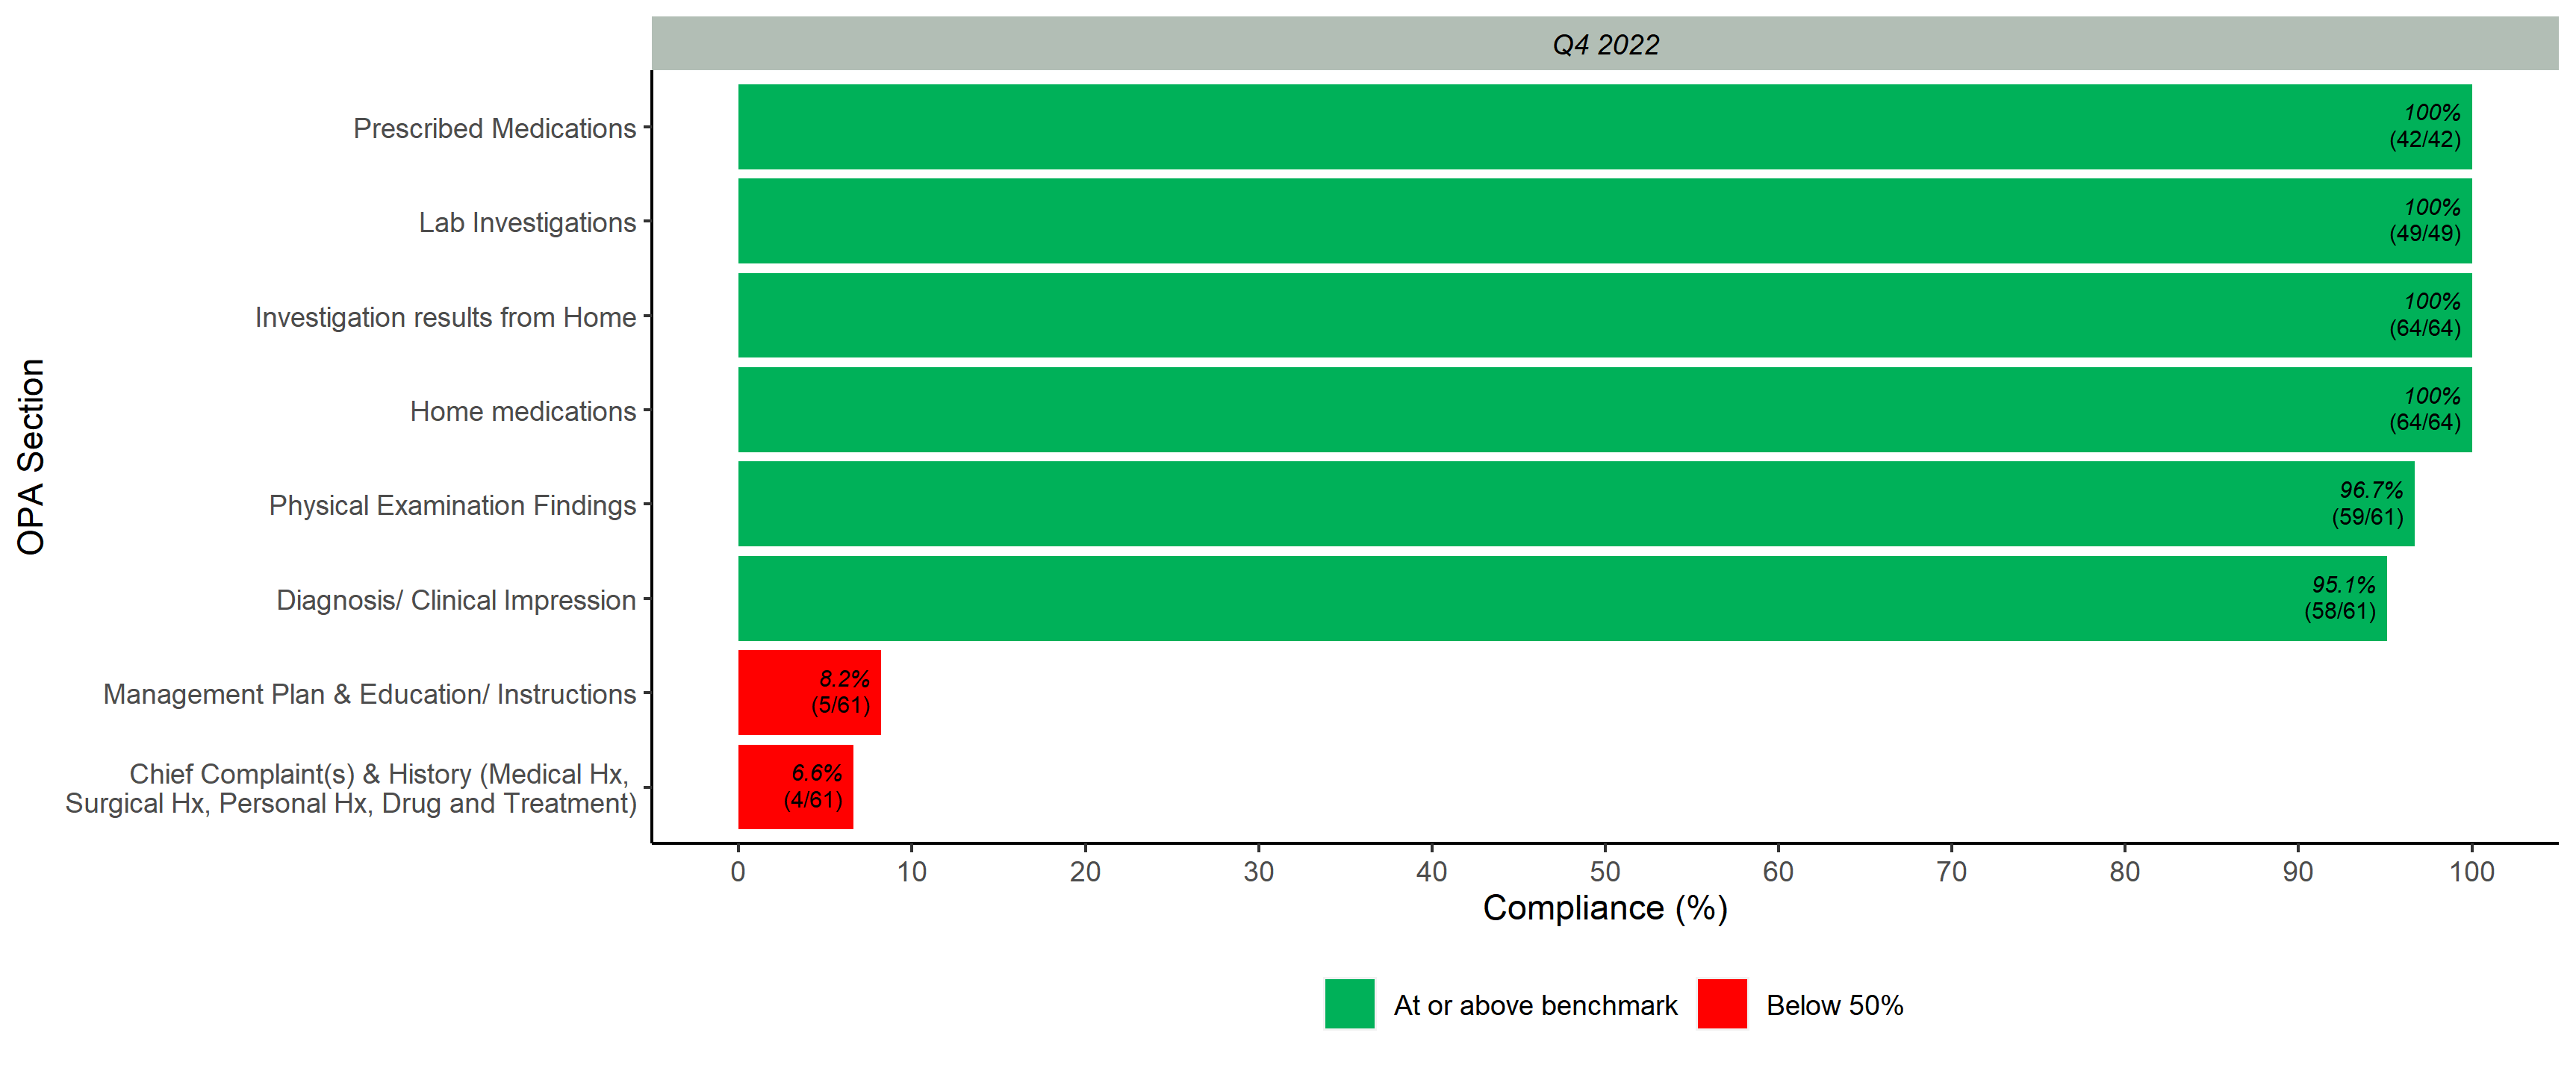 Q4 2022
OPA Section
Prescribed Medications
100%
(42/42)
Lab Investigations
100%
(49/49)
Investigation results from Home
100%
(64/64)
Home medications
100%
(64/64)
Physical Examination Findings
96.7%
(59/61)
Diagnosis/ Clinical Impression
95.1%
(58/61)
Management Plan & Education/ Instructions
8.2%
(5/61)
Chief Complaint(s) & History (Medical Hx,
Surgical Hx, Personal Hx, Drug and Treatment)
6.6%
(4/61)
0 10 20 30 40 50 60 70 80 90 100
Compliance (%)
At or above benchmark Below 50%